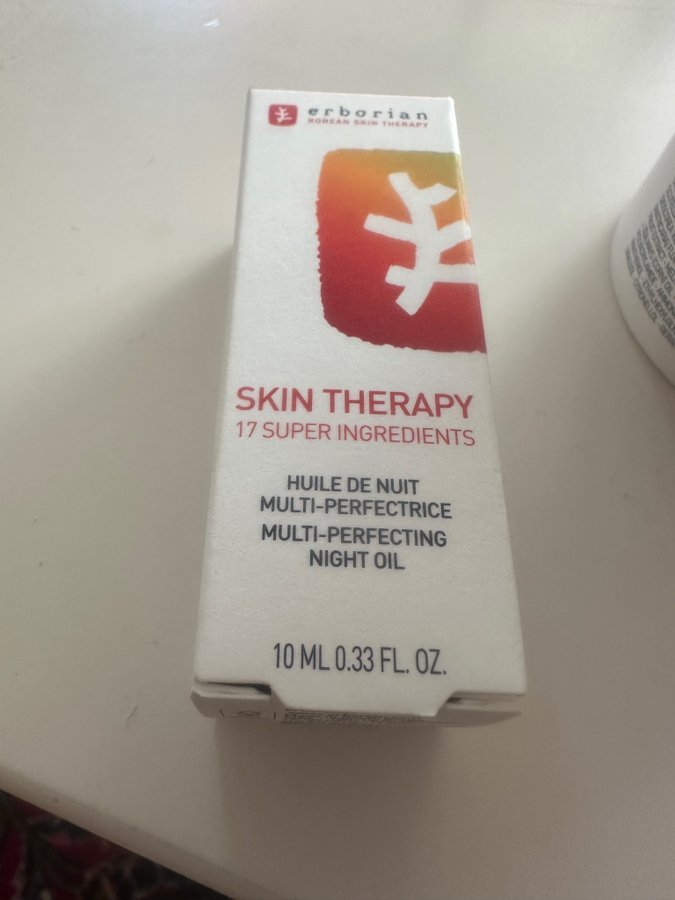 erborian
KOREAN SKIN THERAPY
SKIN THERAPY
17 SUPER INGREDIENTS
HUILE DE NUIT
MULTI-PERFECTRICE
MULTI-PERFECTING
NIGHT OIL
10 ML 0.33 FL. OZ.